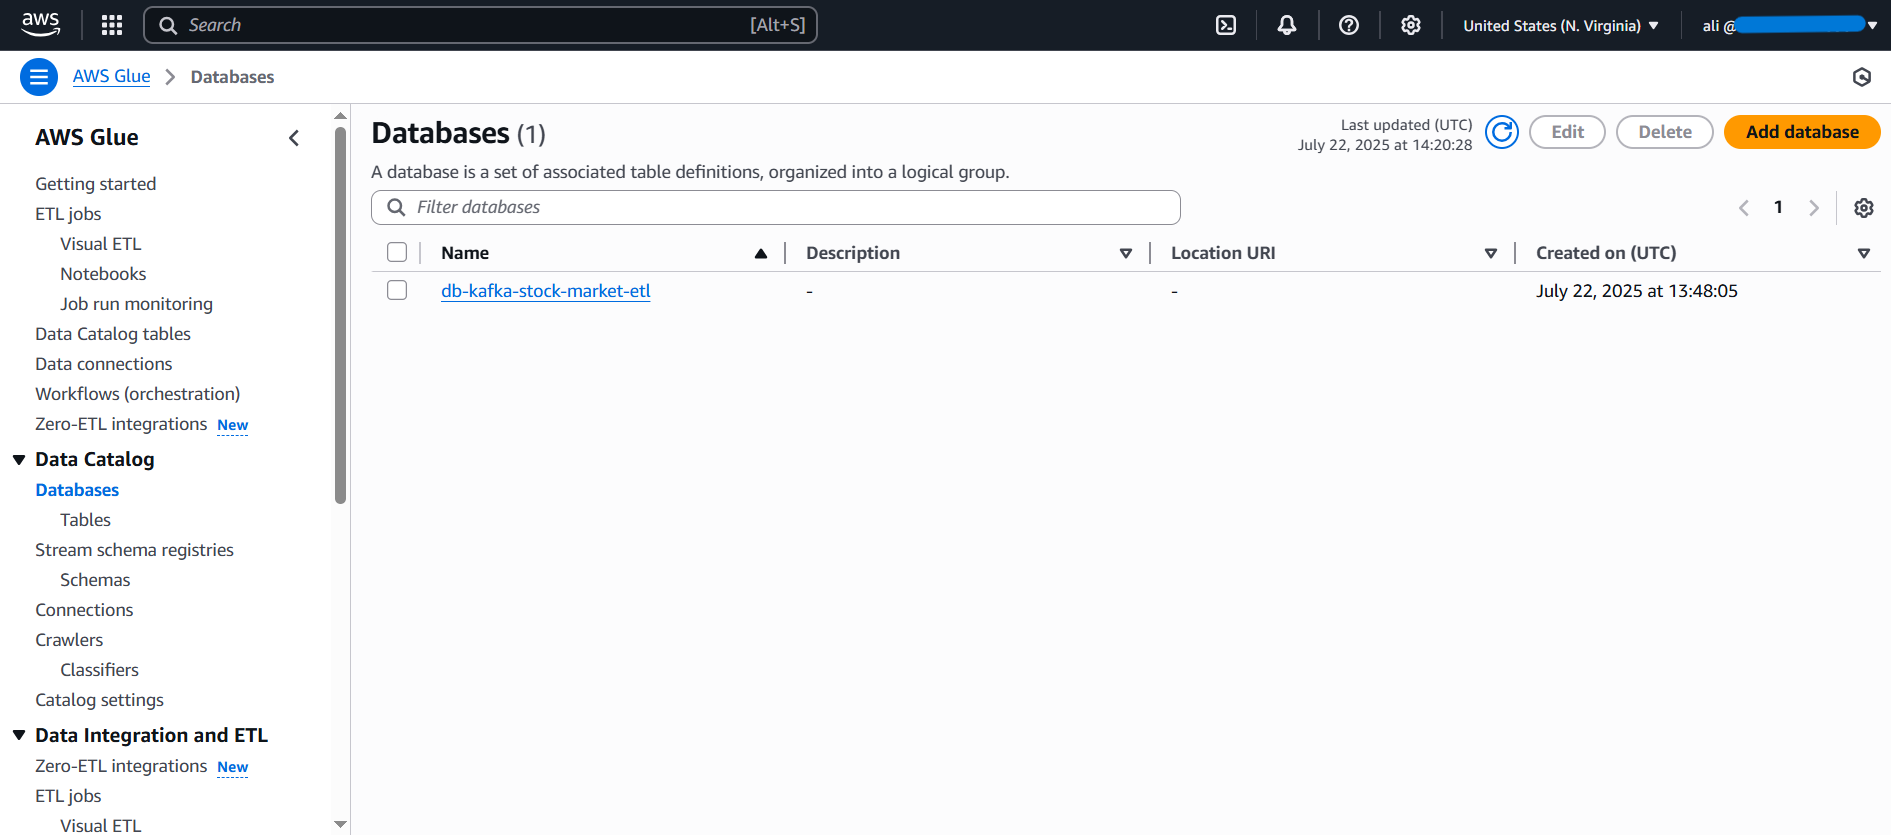 aws
Search [Alt+S]
United States (N. Virginia)
ali @
AWS Glue > Databases
AWS Glue
Getting started
ETL jobs
Visual ETL
Notebooks
Job run monitoring
Data Catalog tables
Data connections
Workflows (orchestration)
Zero-ETL integrations New
Data Catalog
Databases
Tables
Stream schema registries
Schemas
Connections
Crawlers
Classifiers
Catalog settings
Data Integration and ETL
Zero-ETL integrations New
ETL jobs
Visual ETL
Databases (1)
Last updated (UTC)
July 22, 2025 at 14:20:28
Edit
Delete
Add database
A database is a set of associated table definitions, organized into a logical group.
Filter databases
1
Name Description Location URI Created on (UTC)
db-kafka-stock-market-etl - - July 22, 2025 at 13:48:05